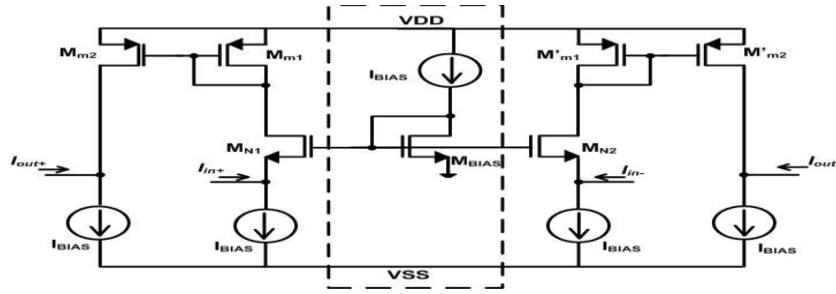 VDD
Mm2
Mm1
M'm1
M'm2
IBIAS
MN1
MBIAS
MN2
Iout+
Iin+
Iin-
Iout
IBIAS
IBIAS
IBIAS
IBIAS
VSS